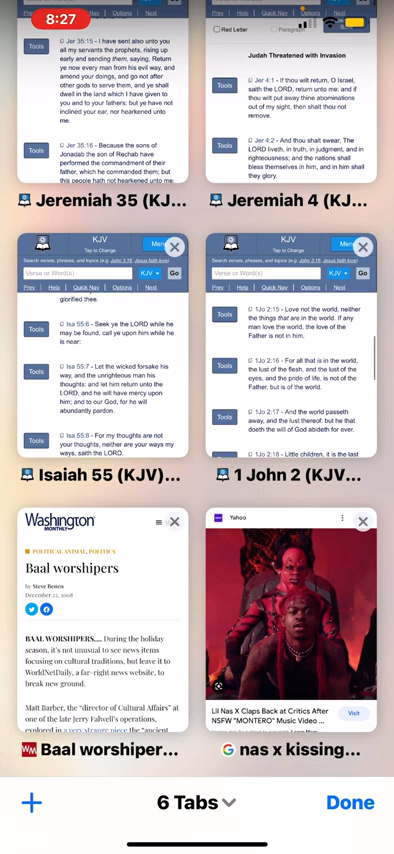 8:27
Prev Help Quick Nav Options Next
Prev Help Quick Nav Options Next
Red Letter Paragraph
Tools
Jer 35:15 - I have sent also unto you
all my servants the prophets, rising up
early and sending them, saying, Return
ye now every man from his evil way, and
amend your doings, and go not after
other gods to serve them, and ye shall
dwell in the land which I have given to
you and to your fathers: but ye have not
inclined your ear, nor hearkened unto
me.
Tools
Jer 35:16 - Because the sons of
Jonadab the son of Rechab have
performed the commandment of their
father, which he commanded them; but
this people hath not hearkened unto me:
Jeremiah 35 (KJ...
Judah Threatened with Invasion
Tools
Jer 4:1 - If thou wilt return, O Israel,
saith the LORD, return unto me: and if
thou wilt put away thine abominations
out of my sight, then shalt thou not
remove.
Tools
Jer 4:2 - And thou shalt swear, The
LORD liveth, in truth, in judgment, and in
righteousness; and the nations shall
bless themselves in him, and in him shall
they glory.
Jeremiah 4 (KJ...
KJV
Tap to Change
Men
Search verses, phrases, and topics (e.g. John 3:16, Jesus faith love)
Verse or Word(s)
KJV
Go
Prev Help Quick Nav Options Next
glorified thee.
Tools
Isa 55:6 - Seek ye the LORD while he
may be found, call ye upon him while he
is near:
Tools
Isa 55:7 - Let the wicked forsake his
way, and the unrighteous man his
thoughts: and let him return unto the
LORD, and he will have mercy upon
him; and to our God, for he will
abundantly pardon.
Tools
Isa 55:8 - For my thoughts are not
your thoughts, neither are your ways my
ways, saith the LORD.
Isaiah 55 (KJV)...
KJV
Tap to Change
Men
Search verses, phrases, and topics (e.g. John 3:16, Jesus faith love)
Verse or Word(s)
KJV
Go
Prev Help Quick Nav Options Next
Tools
1Jo 2:15 - Love not the world, neither
the things that are in the world. If any
man love the world, the love of the
Father is not in him.
Tools
1Jo 2:16 - For all that is in the world,
the lust of the flesh, and the lust of the
eyes, and the pride of life, is not of the
Father, but is of the world.
Tools
1Jo 2:17 - And the world passeth
away, and the lust thereof: but he that
doeth the will of God abideth for ever.
Tools
1Jo 2:18 - Little children, it is the last
1 John 2 (KJV...
Washington
MONTHLY
POLITICAL ANIMAL, POLITICS
Baal worshipers
by Steve Benen
December 22, 2008
BAAL WORSHIPERS.... During the holiday
season, it's not unusual to see news items
focusing on cultural traditions, but leave it to
WorldNetDaily, a far-right news website, to
break new ground.
Matt Barber, the "director of Cultural Affairs" at
one of the late Jerry Falwell's operations,
explored in a very strange piece the "ancient
WM Baal worshiper...
Yahoo
Lil Nas X Claps Back at Critics After
NSFW "MONTERO" Music Video ...
Visit
G nas x kissing...
6 Tabs
Done